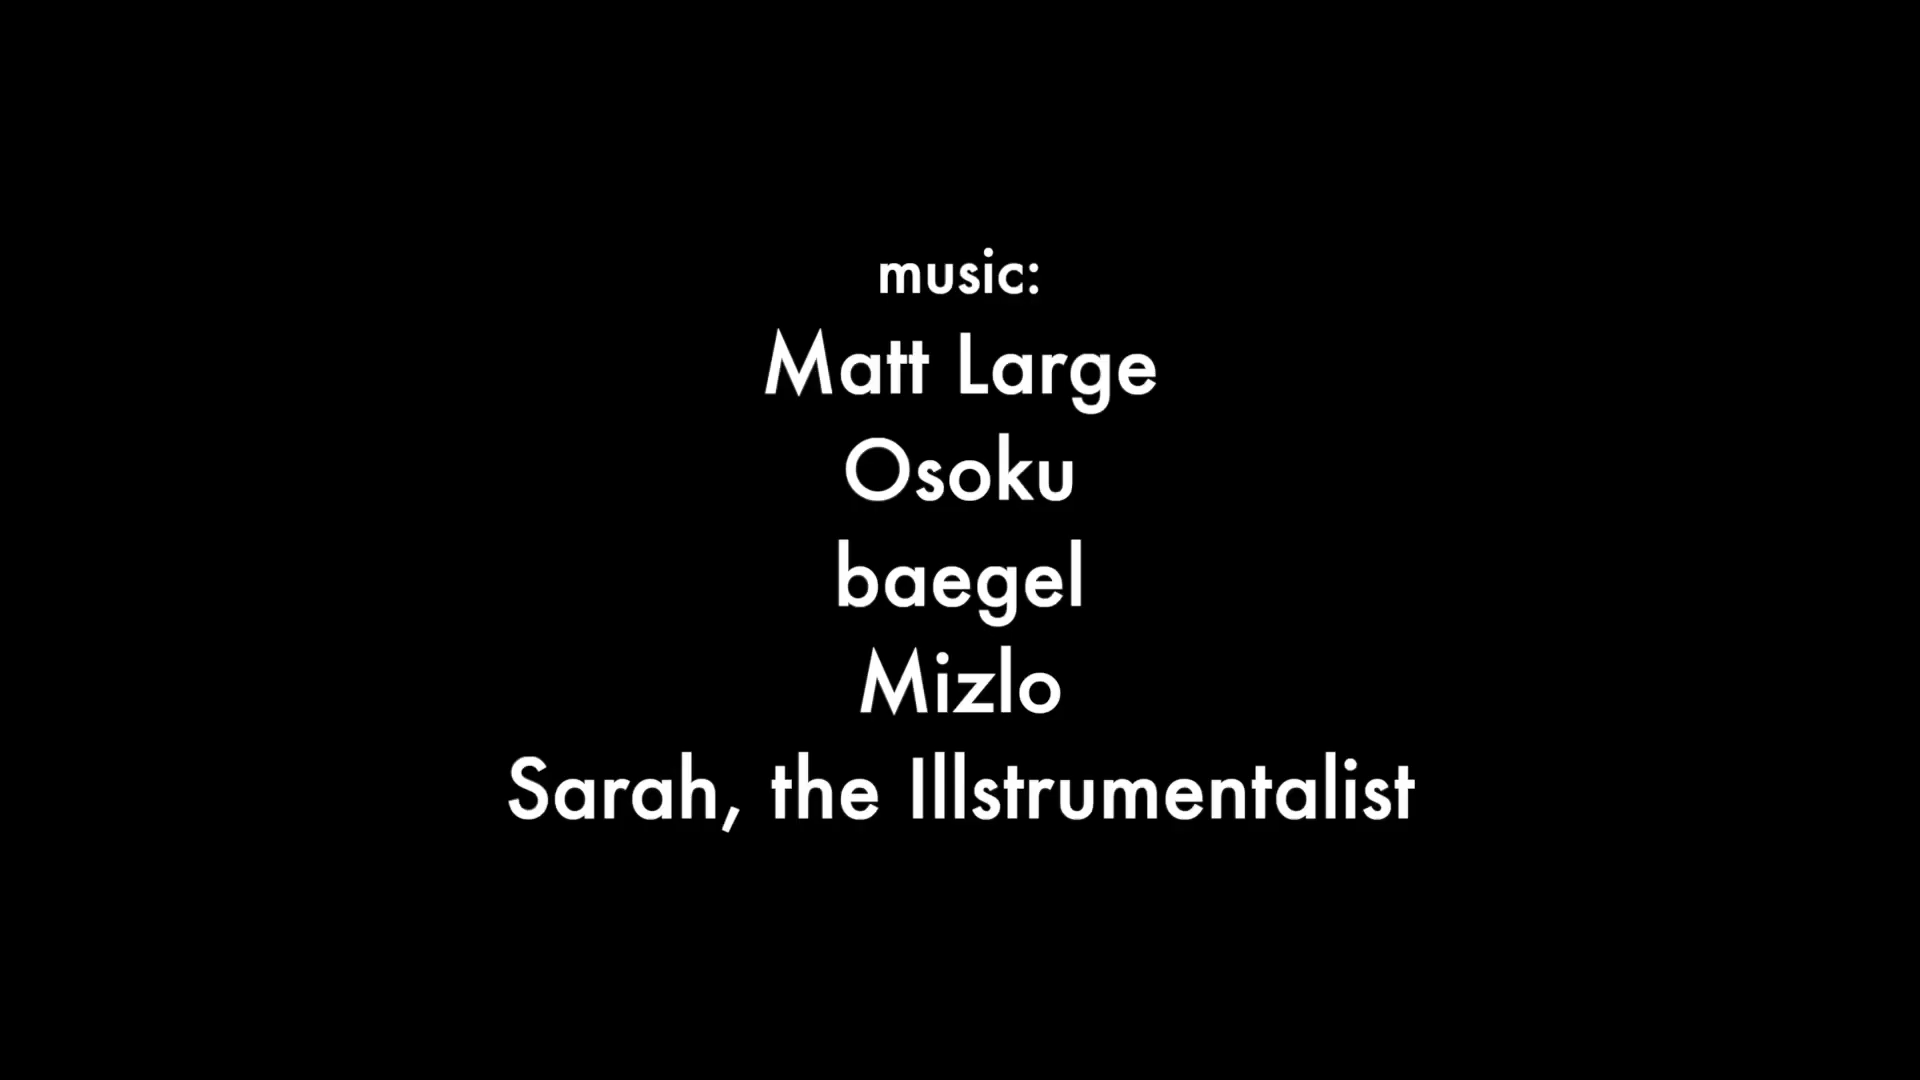 music:
Matt Large
Osoku
baegel
Mizlo
Sarah, the Illstrumentalist